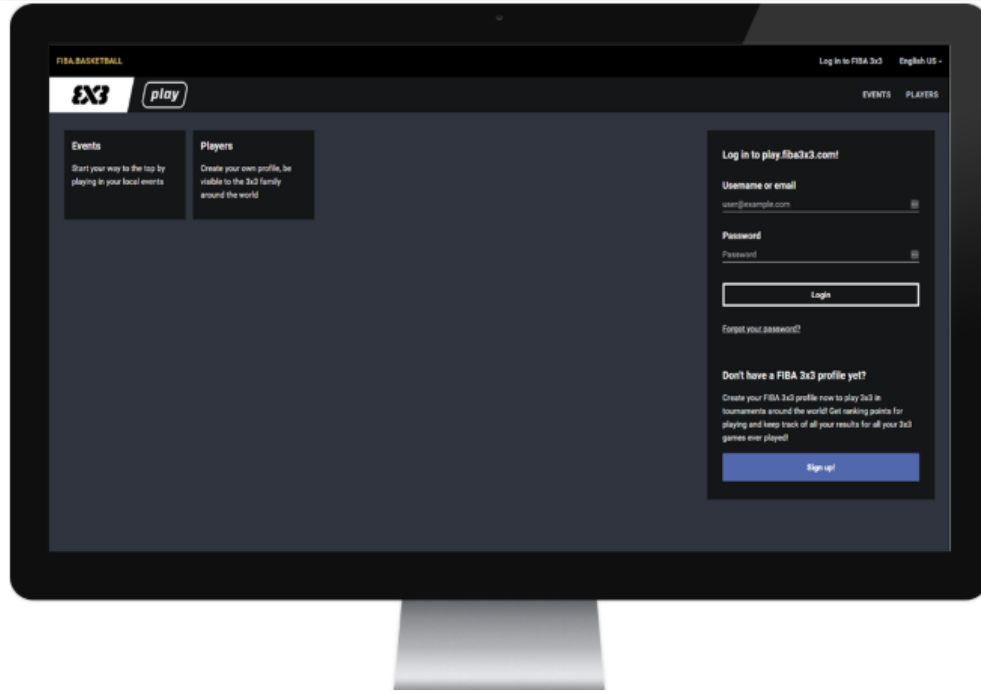 FIBA.BASKETBALL
Log in to FIBA 3x3
English US
3X3
play
EVENTS
PLAYERS
Events
Start your way to the top by
playing in your local events
Players
Create your own profile, be
visible to the 3x3 family
around the world
Log in to play.fiba3x3.com!
Username or email
user@example.com
Password
Password
Login
Forgot your password?
Don't have a FIBA 3x3 profile yet?
Create your FIBA 3x3 profile now to play 3x3 in
tournaments around the world! Get ranking points for
playing and keep track of all your results for all your 3x3
games ever played!
Sign up!